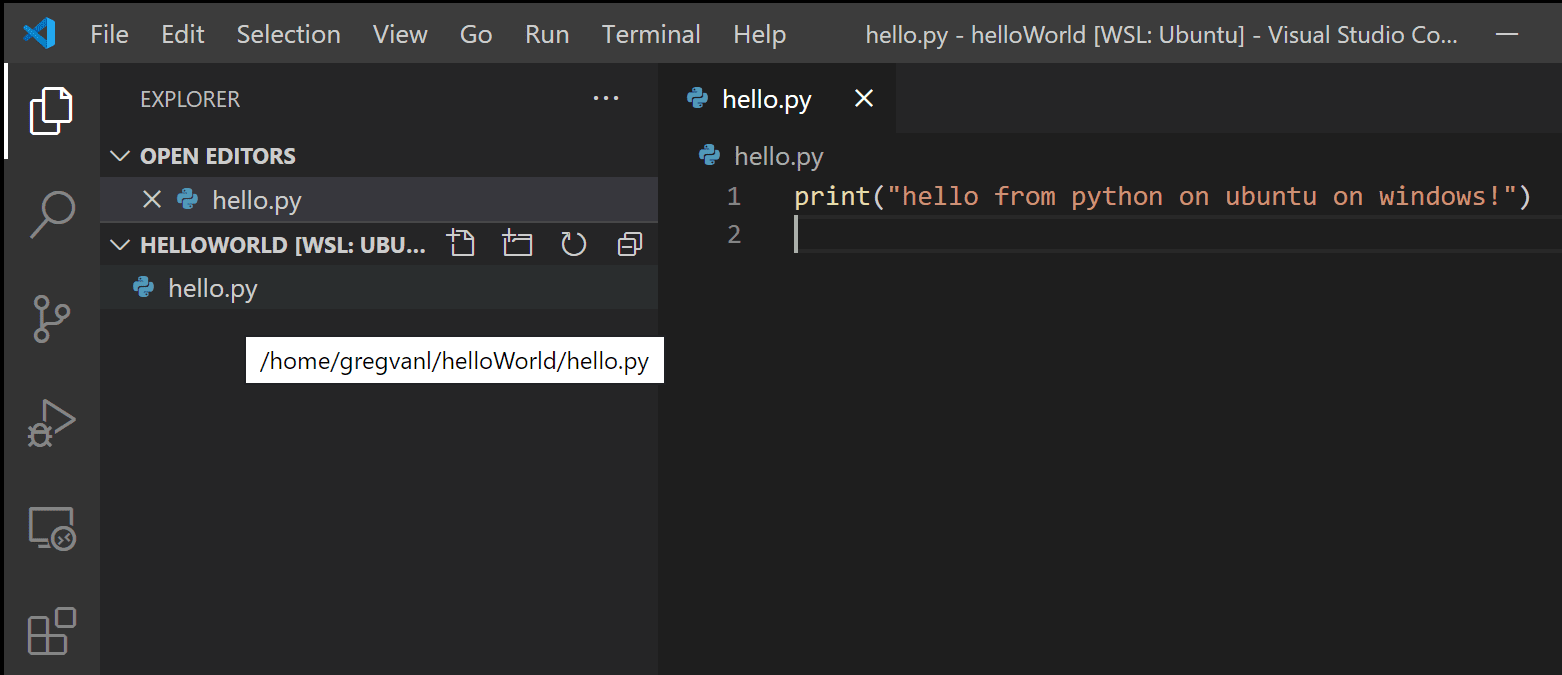 File Edit Selection View Go Run Terminal Help hello.py - helloWorld [WSL: Ubuntu] - Visual Studio Co...
EXPLORER
OPEN EDITORS
hello.py
HELLOWORLD [WSL: UBU...
hello.py
/home/gregvanl/helloWorld/hello.py
hello.py
hello.py
1 print("hello from python on ubuntu on windows!")
2